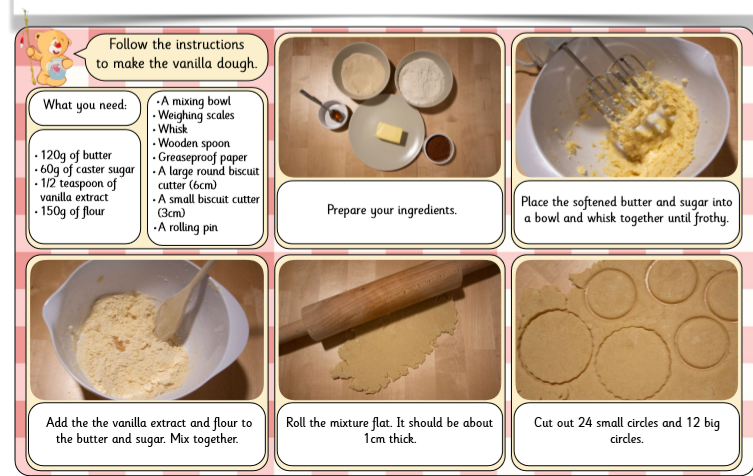 Follow the instructions
to make the vanilla dough.
What you need:
• 120g of butter
• 60g of caster sugar
• 1/2 teaspoon of
vanilla extract
• 150g of flour
• A mixing bowl
• Weighing scales
• Whisk
• Wooden spoon
• Greaseproof paper
• A large round biscuit
cutter (6cm)
• A small biscuit cutter
(3cm)
• A rolling pin
Prepare your ingredients.
Place the softened butter and sugar into
a bowl and whisk together until frothy.
Add the the vanilla extract and flour to
the butter and sugar. Mix together.
Roll the mixture flat. It should be about
1cm thick.
Cut out 24 small circles and 12 big
circles.